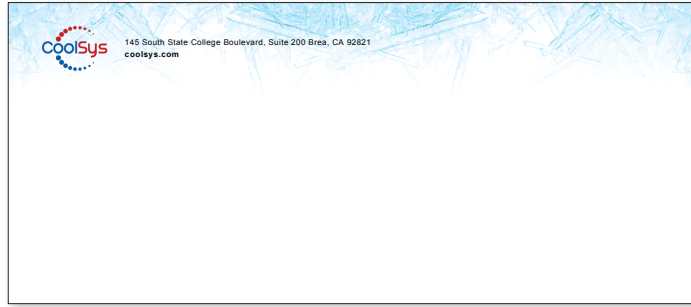 CoolSys
145 South State College Boulevard, Suite 200 Brea, CA 92821
coolsys.com